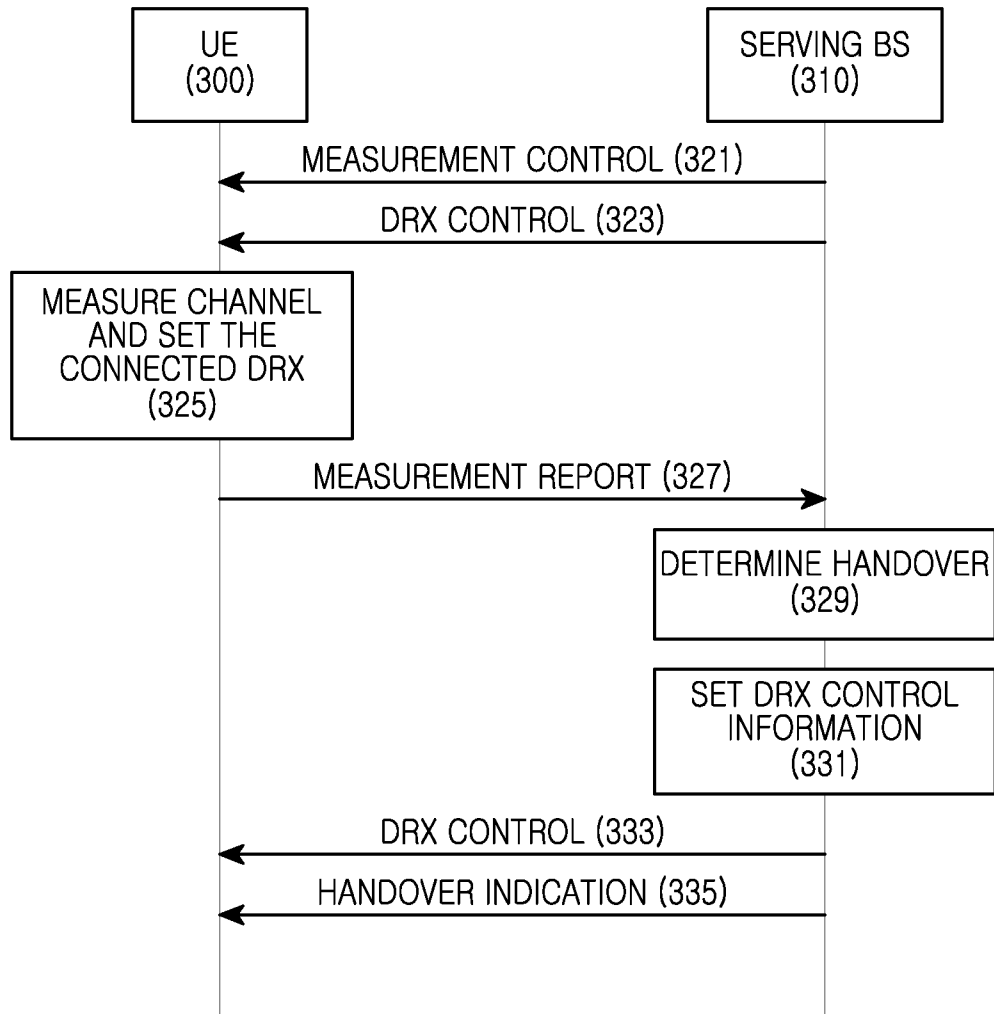 UE
(300)
SERVING BS
(310)
MEASUREMENT CONTROL (321)
DRX CONTROL (323)
MEASURE CHANNEL
AND SET THE
CONNECTED DRX
(325)
MEASUREMENT REPORT (327)
DETERMINE HANDOVER
(329)
SET DRX CONTROL
INFORMATION
(331)
DRX CONTROL (333)
HANDOVER INDICATION (335)